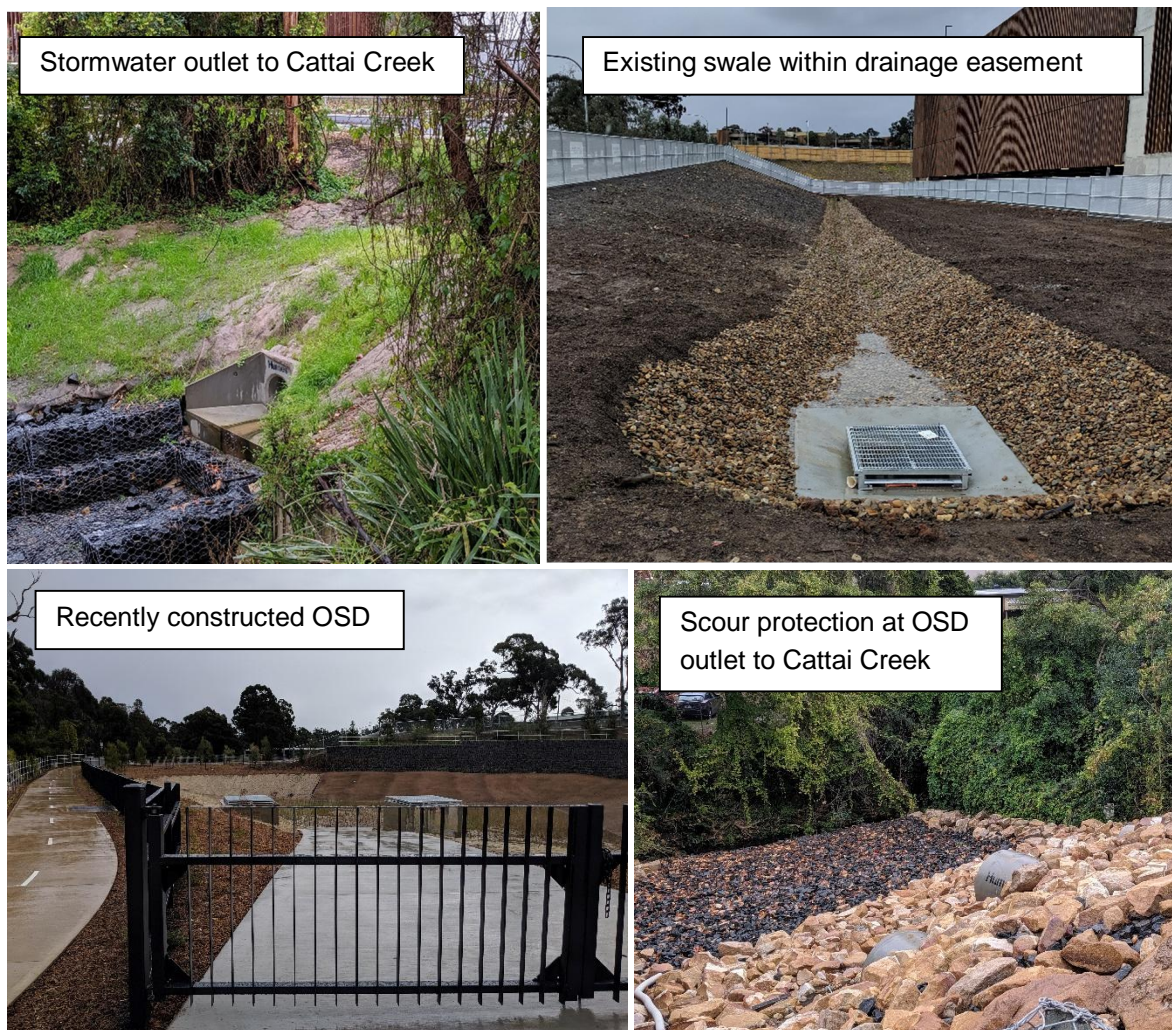 Stormwater outlet to Cattai Creek
Existing swale within drainage easement
Recently constructed OSD
Scour protection at OSD
outlet to Cattai Creek